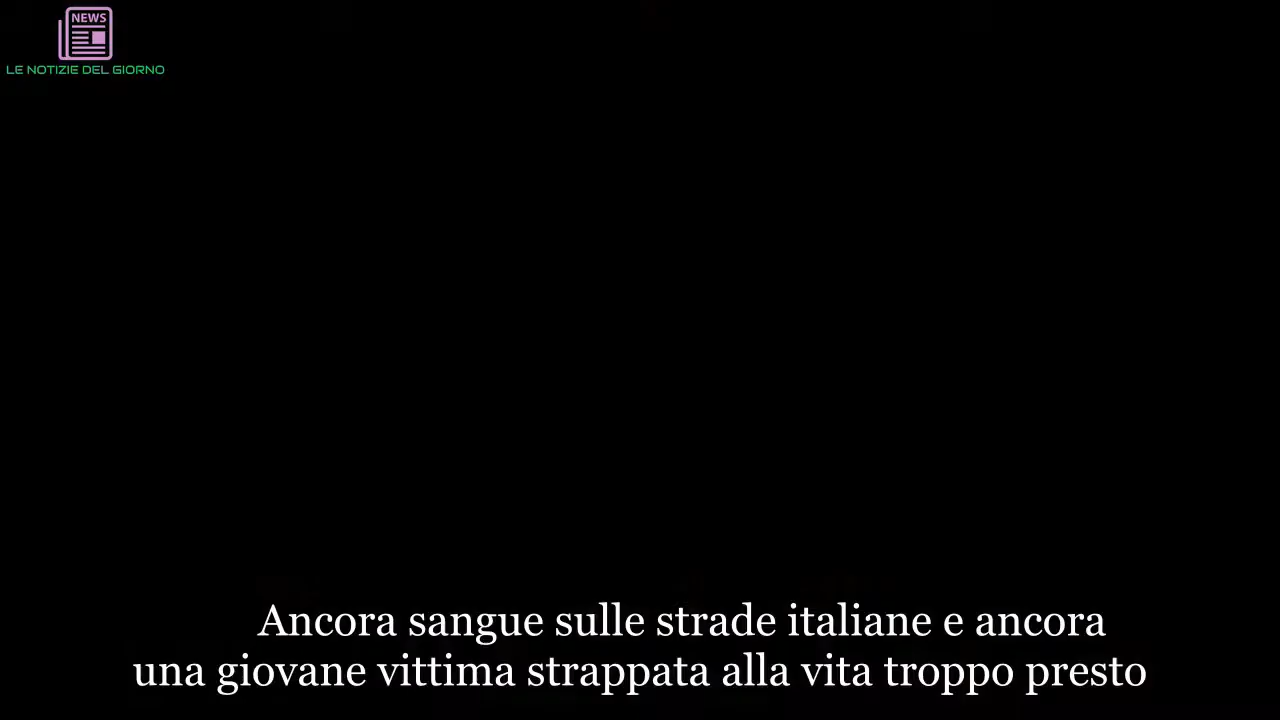 NEWS
LE NOTIZIE DEL GIORNO
Ancora sangue sulle strade italiane e ancora
una giovane vittima strappata alla vita troppo presto